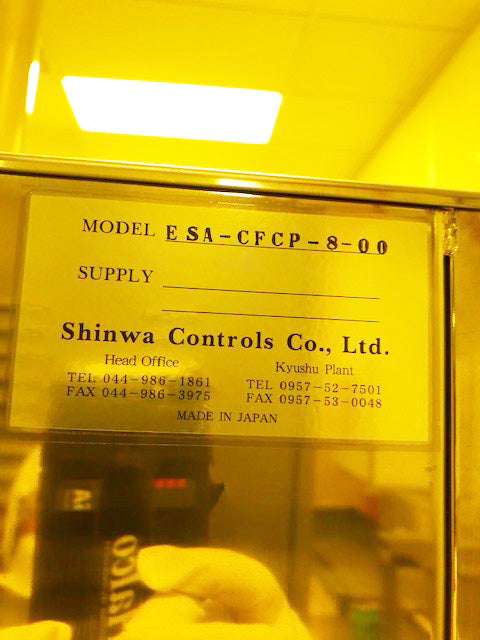 MODEL ESA-CFCP-8-00
SUPPLY
Shinwa Controls Co., Ltd.
Head Office
TEL 044-986-1861
FAX 044-986-3975
Kyushu Plant
TEL 0957-52-7501
FAX 0957-53-0048
MADE IN JAPAN